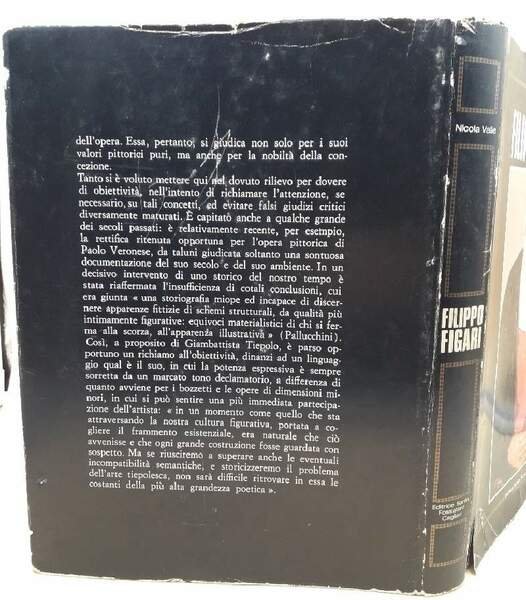 dell'opera. Essa, pertanto, si giudica non solo per i suoi
valori pittorici puri, ma anche per la nobiltà della con-
cezione.
Tanto si è voluto mettere qui nel dovuto rilievo per dovere
di obiettività, nell'intento di richiamare l'attenzione, se
necessario, su tali concetti, ed evitare falsi giudizi critici
diversamente maturati. È capitato anche a qualche grande
dei secoli passati: è relativamente recente, per esempio,
la rettifica ritenuta opportuna per l'opera pittorica di
Paolo Veronese, da taluni giudicata soltanto una sontuosa
documentazione del suo secolo e del suo ambiente. In un
decisivo intervento di uno storico del nostro tempo è
stata riaffermata l'insufficienza di cotali conclusioni, cui
era giunta « una storiografia miope ed incapace di discer-
nere apparenze fittizie di schemi strutturali, da qualità più
intimamente figurative: equivoci materialistici di chi si fer-
ma alla scorza, all'apparenza illustrativa » (Pallucchini).
Così, a proposito di Giambattista Tiepolo, è parso
opportuno un richiamo all'obiettività, dinanzi ad un linguag-
gio qual è il suo, in cui la potenza espressiva è sempre
sorretta da un marcato tono declamatorio, a differenza di
quanto avviene per i bozzetti e le opere di dimensioni mi-
nori, in cui si può sentire una più immediata partecipa-
zione dell'artista: « e in un momento come quello che sta
attraversando la nostra cultura figurativa, portata a co-
gliere il frammento esistenziale, era naturale che ciò
avvenisse e che ogni grande costruzione fosse guardata con
sospetto. Ma se riusciremo a superare anche le eventuali
incompatibilità semantiche, e storicizzeremo il problema
dell'arte tiepolesca, non sarà difficile ritrovare in essa le
costanti della più alta grandezza poetica ».
Nicola Valle
FILIPPO
FIGARI
Editrice Sarda
Fossataro
Cagliari
FIL